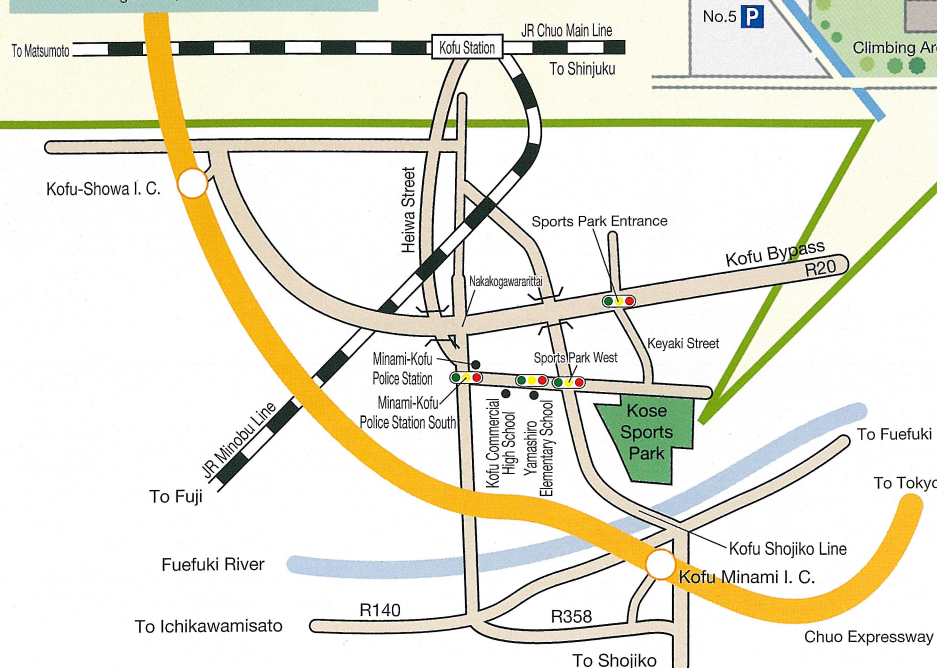 No.5 P
To Matsumoto
Kofu Station
JR Chuo Main Line
To Shinjuku
Climbing
Kofu-Showa I. C.
Heiwa Street
Sports Park Entrance
Kofu Bypass
R20
Nakakogawararittai
Keyaki Street
Minami-Kofu
Police Station
Sports Park West
Minami-Kofu
Police Station South
Kofu Commercial
High School
Yamashiro
Elementary School
Kose
Sports
Park
JR Minobu Line
To Fuji
To Fuefuki
To Tokyo
Fuefuki River
Kofu Shojiko Line
Kofu Minami I. C.
R140
R358
To Ichikawamisato
Chuo Expressway
To Shojiko